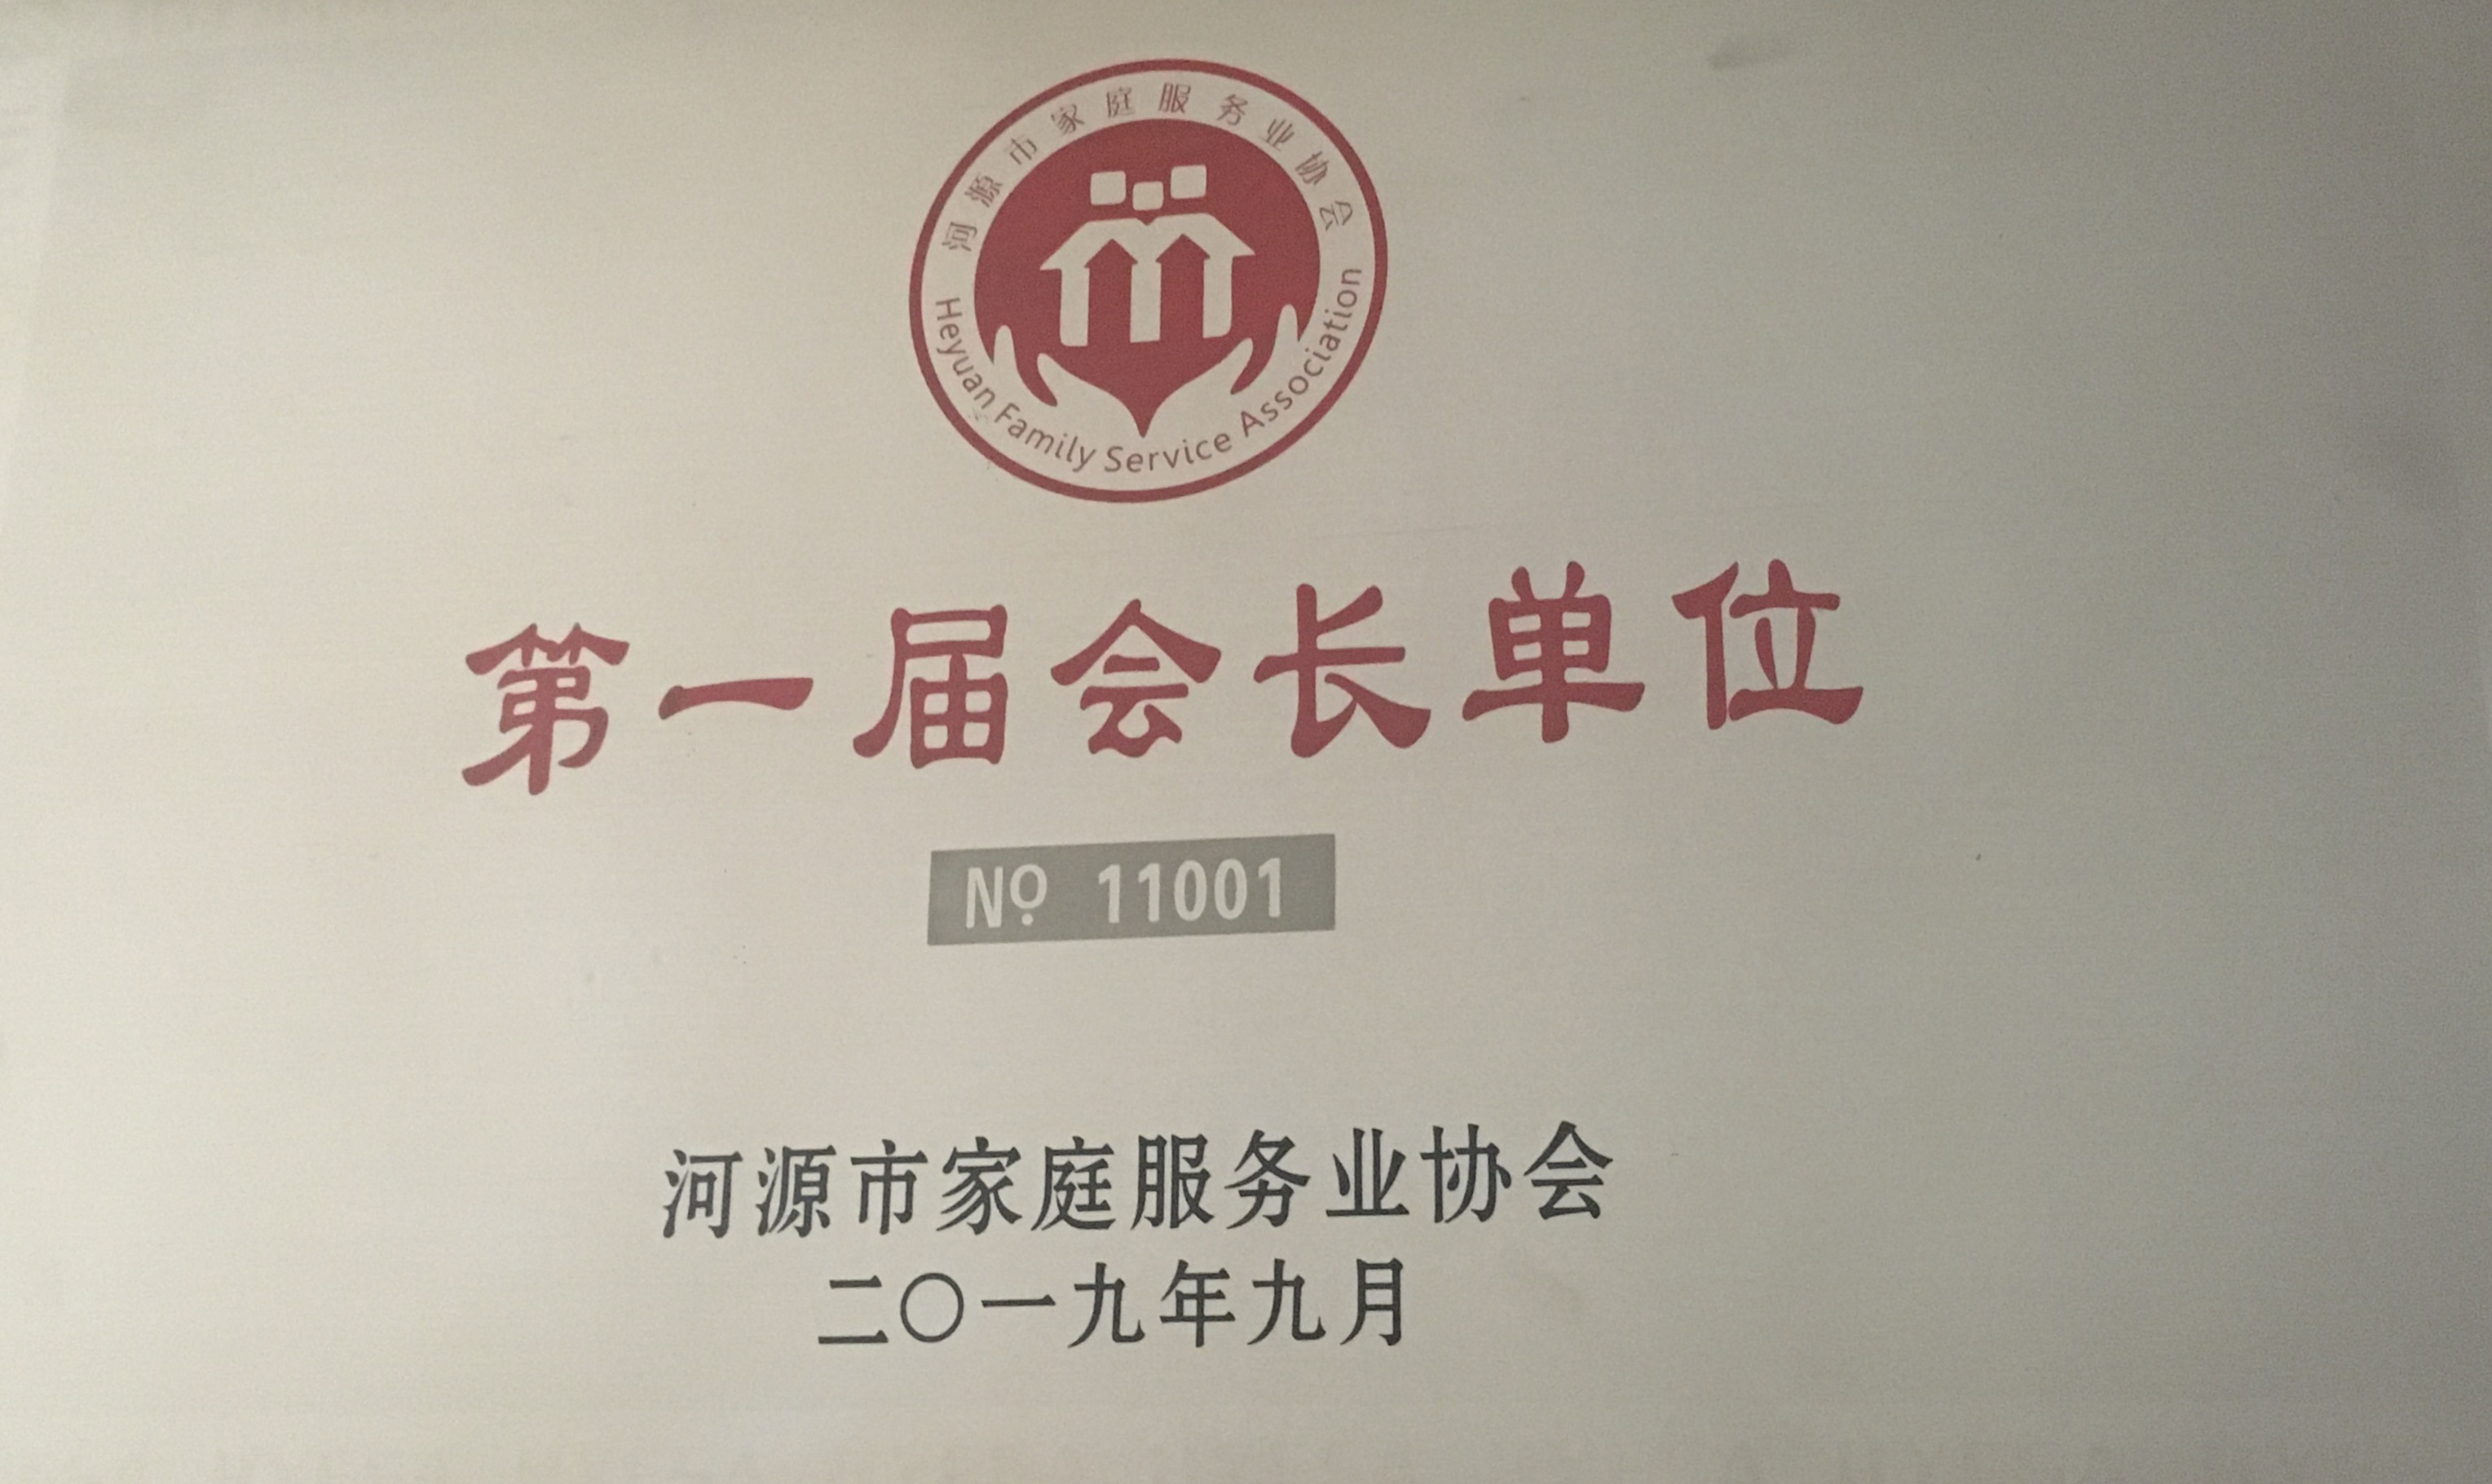 河源市家庭服务业协会
Heyuan Family Service Association
第一届会长单位
Nº 11001
河源市家庭服务业协会
二〇一九年九月